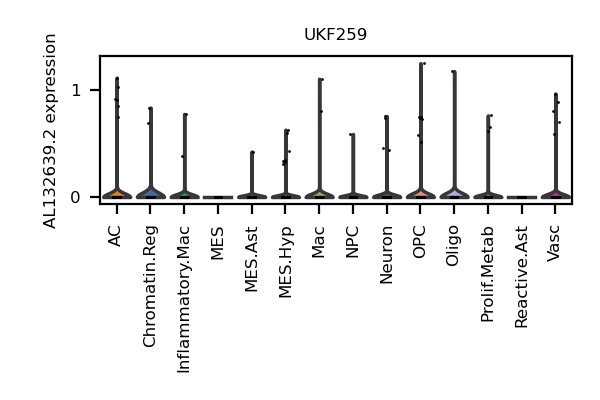 UKF259
AL132639.2 expression
1
0
AC
Chromatin.Reg
Inflammatory.Mac
MES
MES.Ast
MES.Hyp
Mac
NPC
Neuron
OPC
Oligo
Prolif.Metab
Reactive.Ast
Vasc